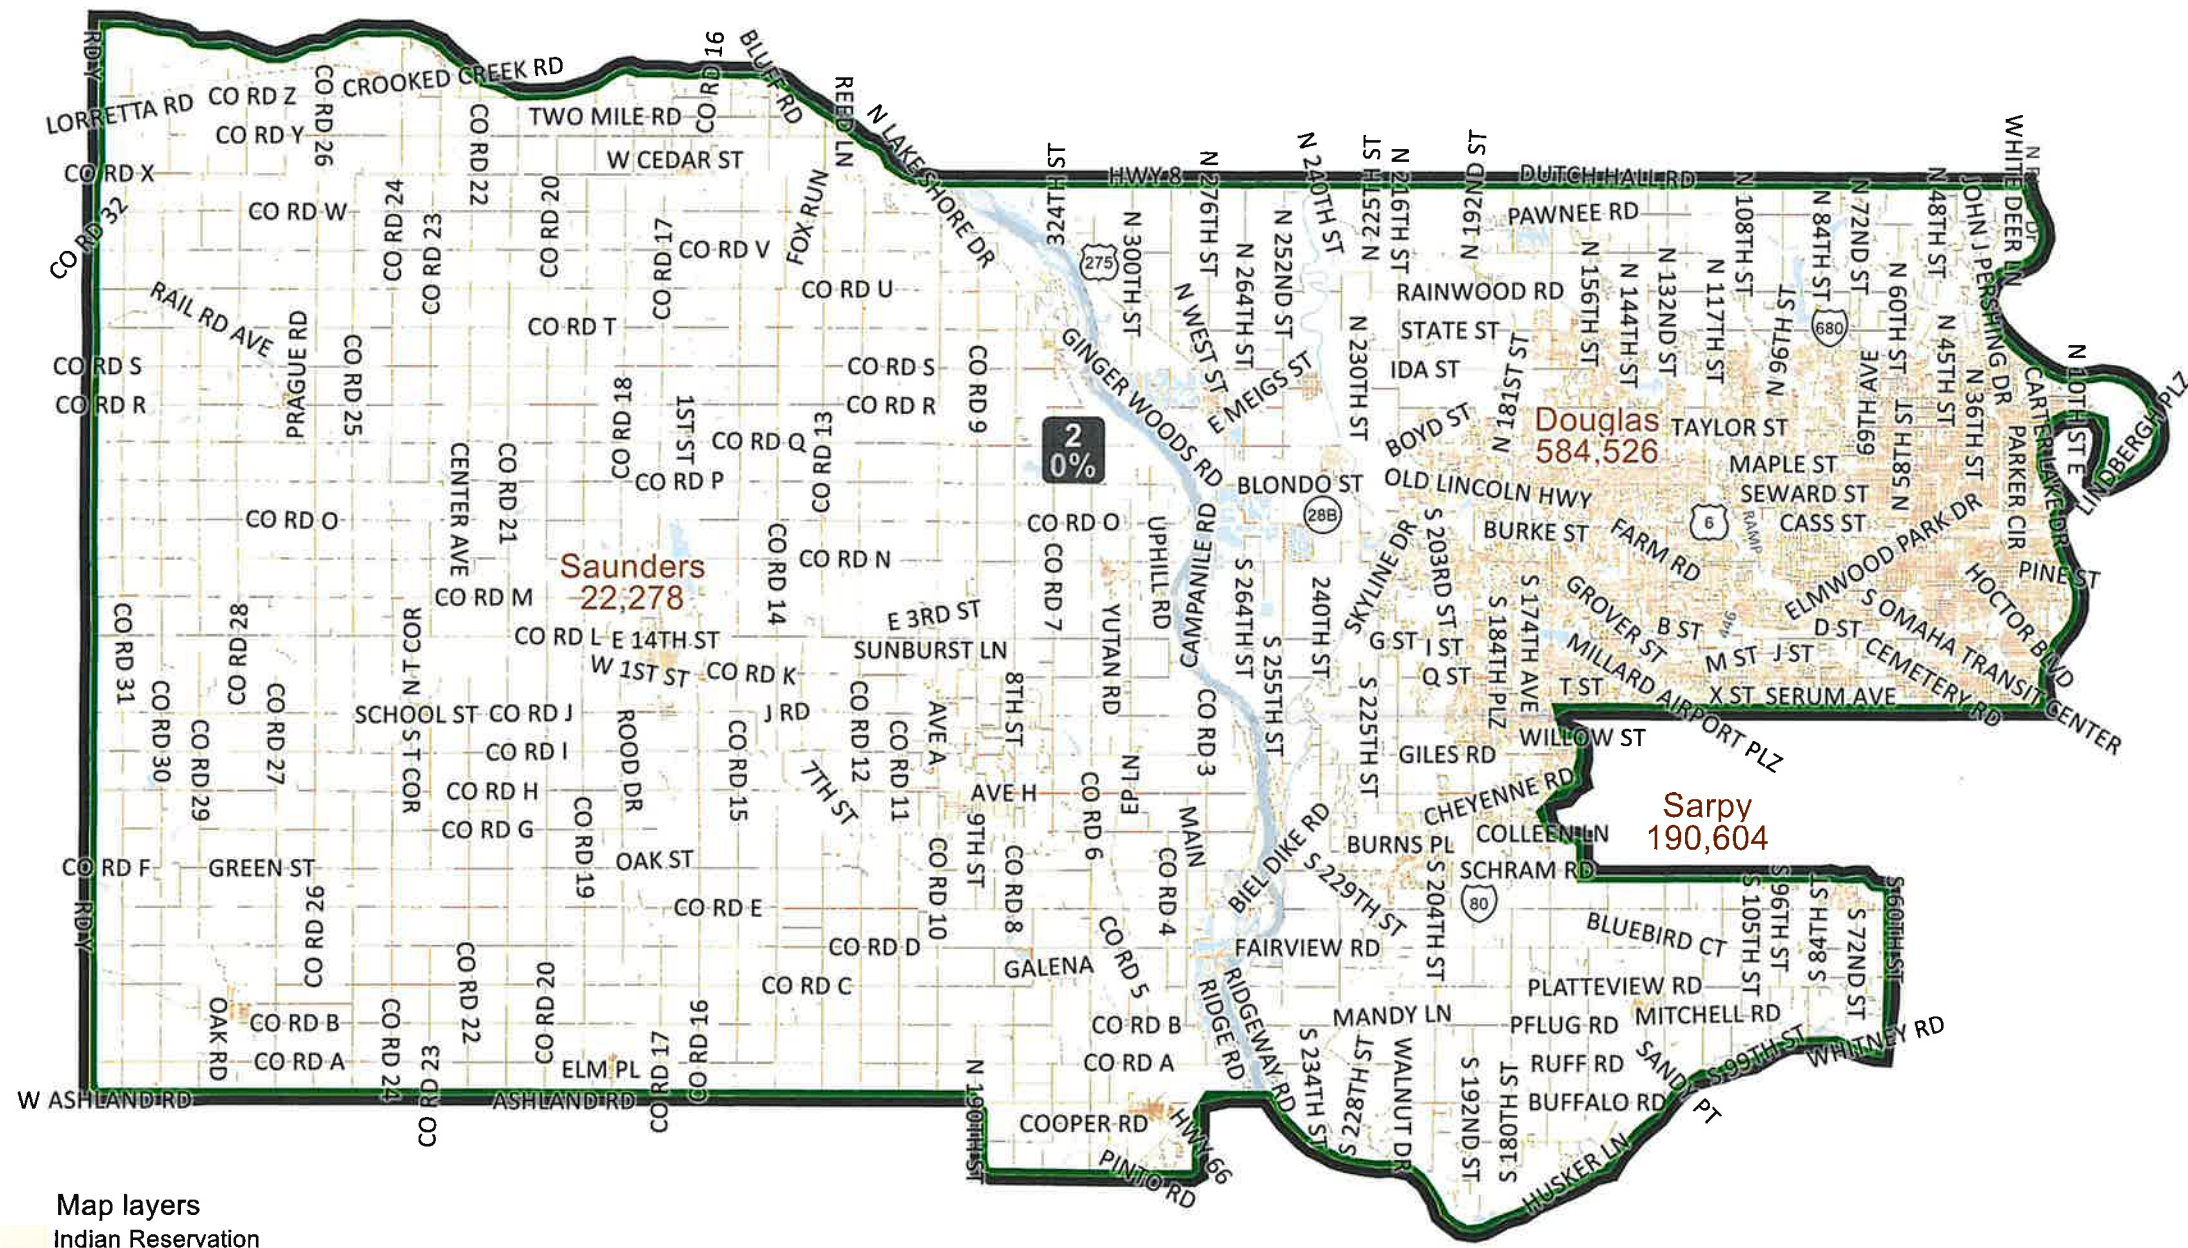 RD Y
CO RD 16
BLUFF RD
CROOKED CREEK RD
LORRETTA RD
CO RD Z
CO RD 26
REED LN
CO RD Y
CO RD 22
TWO MILE RD
N LAKESHORE DR
W CEDAR ST
CO RD X
324TH ST
HWY 8
N 276TH ST
N 240TH ST
N 225TH ST
N 216TH ST
N 192ND ST
DUTCH HALL RD
N 108TH ST
N 84TH ST
N 72ND ST
N 48TH ST
JOHN J PERSHING DR
WHITE DEER LN
CO RD 32
CO RD W
CO RD 24
CO RD 23
CO RD 20
CO RD 17
CO RD V
FOX RUN
CO RD U
275
N 300TH ST
N 264TH ST
N 252ND ST
PAWNEE RD
RAINWOOD RD
STATE ST
IDA ST
N 156TH ST
N 144TH ST
N 132ND ST
N 117TH ST
N 96TH ST
680
N 60TH ST
RAIL RD AVE
PRAGUE RD
CO RD 25
CO RD T
CO RD S
CO RD R
CO RD S
CO RD R
CO RD 9
GINGER WOODS RD
N WEST ST
E MEIGS ST
N 230TH ST
N 181ST ST
BOYD ST
69TH AVE
N 58TH ST
N 45TH ST
N 36TH ST
PARKER CIR
CARTER LAKE DR
N 10TH ST E
LINDBERGH PLZ
CO RD 18
1ST ST
CO RD Q
CO RD 13
CO RD P
2
0%
Douglas
584,526
TAYLOR ST
MAPLE ST
SEWARD ST
CASS ST
BLONDO ST
28B
OLD LINCOLN HWY
BURKE ST
FARM RD
6
RAMP
CENTER AVE
CO RD 21
CO RD O
CO RD O
CO RD N
CO RD 14
UPHILL RD
CAMPANIE RD
SKYLINE DR
S 203RD ST
ELMWOOD PARK DR
PINE ST
HOCTOR BLVD
Saunders
22,278
CO RD M
CO RD L
E 14TH ST
W 1ST ST
CO RD K
E 3RD ST
SUNBURST LN
CO RD 7
YUTAN RD
S 264TH ST
240TH ST
S 255TH ST
S 184TH PLZ
S 174TH AVE
GROVER ST
B ST
446
D ST
S OMAHA TRANSIT CENTER
CEMETERY RD
G ST
I ST
Q ST
T ST
MILLARD AIRPORT PLZ
M ST
J ST
X ST
SERUM AVE
CO RD 31
CO RD 28
CO RD 30
CO RD 29
CO RD 27
N T COR
S T COR
SCHOOL ST
CO RD J
J RD
CO RD I
ROOD DR
CO RD 15
CO RD 12
CO RD 11
AVE A
8TH ST
CO RD 3
S 225TH ST
GILES RD
WILLOW ST
CO RD H
CO RD G
7TH ST
AVE H
9TH ST
EP LN
CO RD 6
MAIN
CHEYENNE RD
Sarpy
190,604
COLLEEN LN
BURNS PL
SCHRAM RD
CO RD F
GREEN ST
CO RD 19
OAK ST
CO RD E
CO RD 10
CO RD 8
CO RD 4
BIEL DIKE RD
S 229TH ST
S 204TH ST
80
S 105TH ST
S 96TH ST
S 84TH ST
S 72ND ST
S 60TH ST
RD Y
CO RD 26
CO RD D
CO RD C
GALENA
CO RD 5
FAIRVIEW RD
BLUEBIRD CT
PLATTEVIEW RD
MITCHELL RD
OAK RD
CO RD B
CO RD A
CO RD 24
CO RD 23
CO RD 22
CO RD 20
ELM PL
CO RD 17
CO RD 16
CO RD B
CO RD A
RIDGE RD
RIDGEWAY RD
MANDY LN
PFLUG RD
RUFF RD
BUFFALO RD
SANDY PT
S 99TH ST
WHITNEY RD
W ASHLAND RD
ASHLAND RD
N 190TH ST
COOPER RD
HWY 66
PINTO RD
S 234TH ST
S 228TH ST
WALNUT DR
S 192ND ST
S 180TH ST
HUSKER LN
Map layers
Indian Reservation